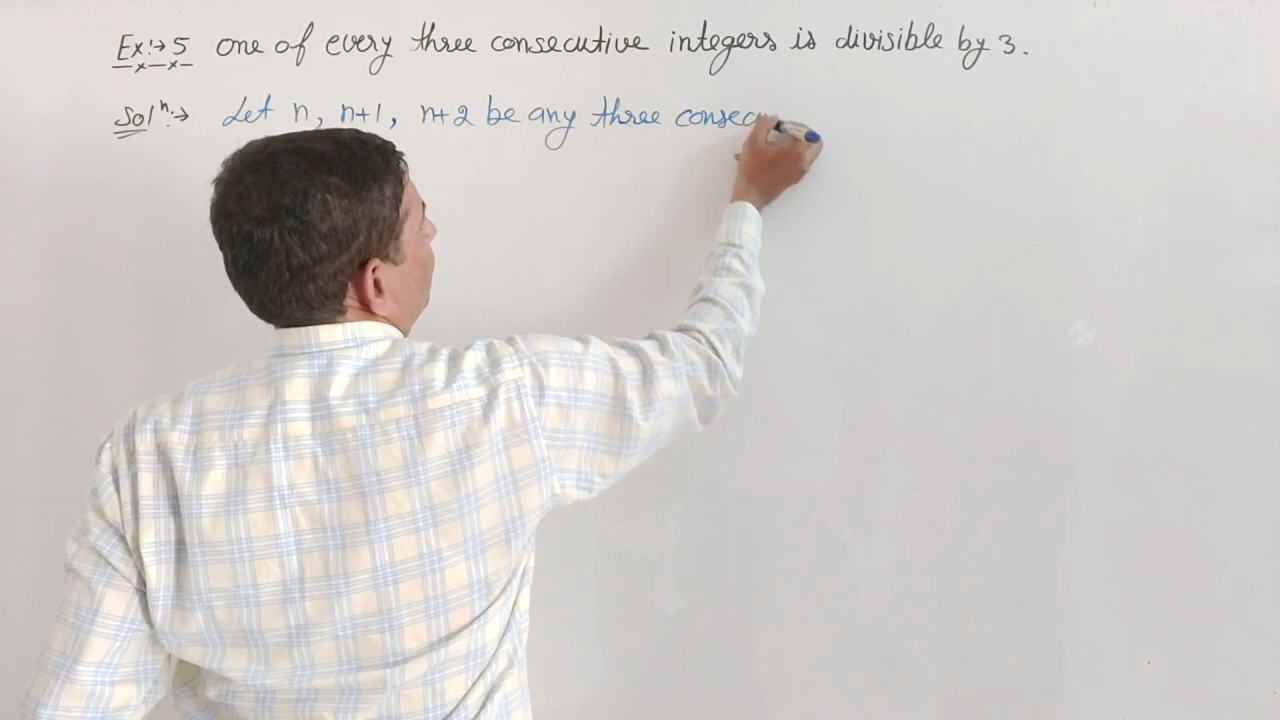 Ex:→ 5 one of every three consecutive integers is divisible by 3.
Solⁿ:→ Let n, n+1, n+2 be any three consec